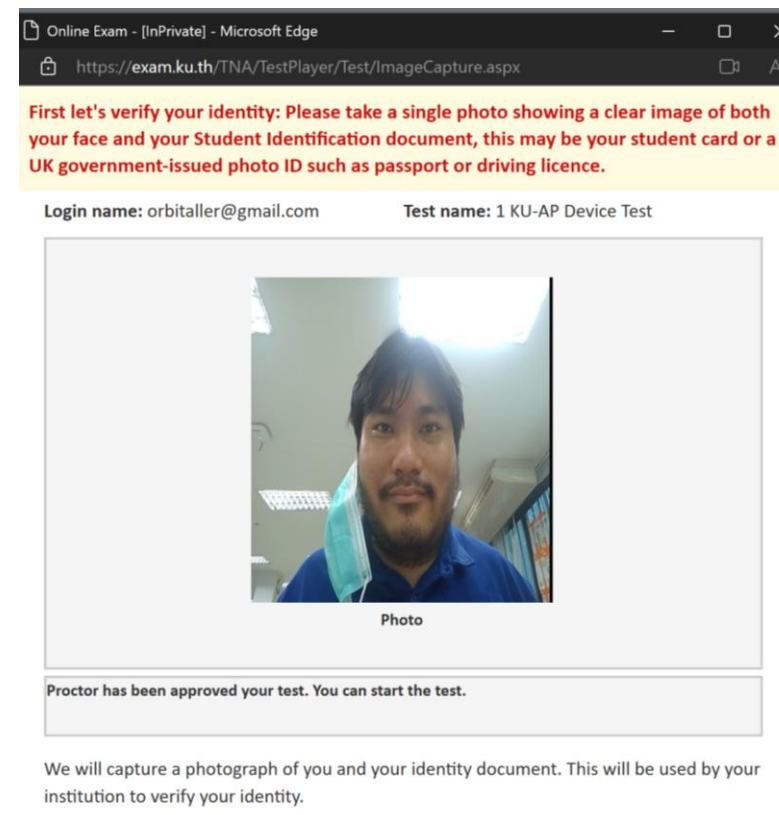 Online Exam - [InPrivate] - Microsoft Edge
https://exam.ku.th/TNA/TestPlayer/Test/ImageCapture.aspx
First let's verify your identity: Please take a single photo showing a clear image of both
your face and your Student Identification document, this may be your student card or a
UK government-issued photo ID such as passport or driving licence.
Login name: orbitaller@gmail.com Test name: 1 KU-AP Device Test
Photo
Proctor has been approved your test. You can start the test.
We will capture a photograph of you and your identity document. This will be used by your
institution to verify your identity.